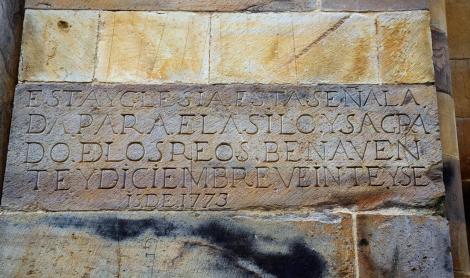 ESTA YGLESIA.ESTA SEÑALA
DA PARA EL ASILO.Y SAGRA
DO.Đ LOS REOS.BENAVEN
TE Y DICIEMBRE.VEINTE.Y SE
IS.DE.1773